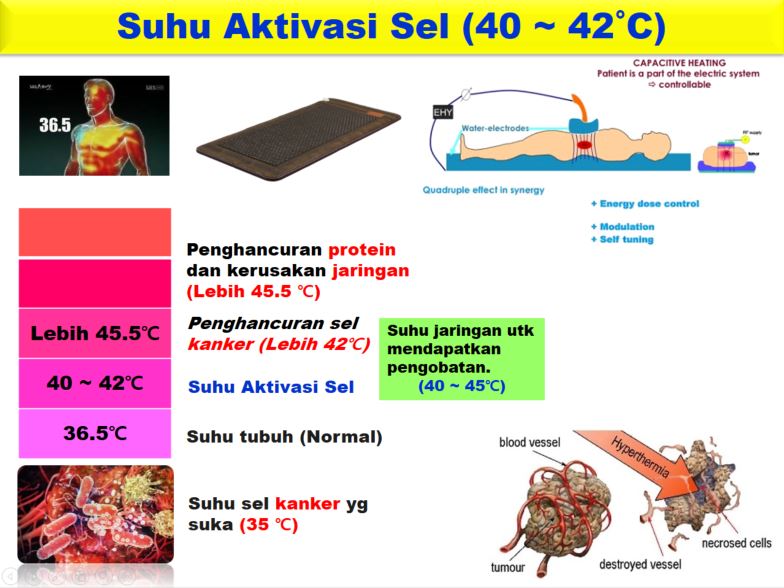 Suhu Aktivasi Sel (40 ~ 42°C)
36.5
CAPACITIVE HEATING
Patient is a part of the electric system
⇨ controllable
EHY
Water-electrodes
RF supply
tumor
Quadruple effect in synergy
+ Energy dose control
+ Modulation
+ Self tuning
Penghancuran protein
dan kerusakan jaringan
(Lebih 45.5 ℃)
Lebih 45.5℃
Penghancuran sel
kanker (Lebih 42℃)
Suhu jaringan utk
mendapatkan
pengobatan.
(40 ~ 45℃)
40 ~ 42℃
Suhu Aktivasi Sel
36.5℃
Suhu tubuh (Normal)
Suhu sel kanker yg
suka (35 ℃)
blood vessel
Hyperthermia
tumour
destroyed vessel
necrosed cells